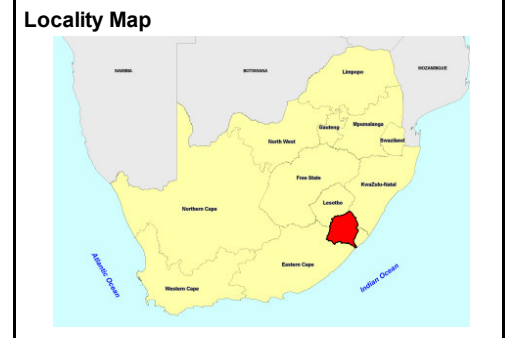 Locality Map
NAMIBIA
BOTSWANA
MOZAMBIQUE
Limpopo
Gauteng
Mpumalanga
North West
Swaziland
Free State
KwaZulu-Natal
Lesotho
Northern Cape
Eastern Cape
Western Cape
Atlantic Ocean
Indian Ocean